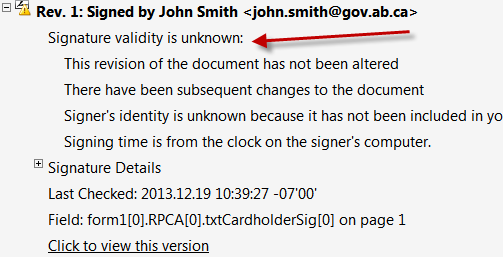 Rev. 1: Signed by John Smith <john.smith@gov.ab.ca>
Signature validity is unknown:
This revision of the document has not been altered
There have been subsequent changes to the document
Signer's identity is unknown because it has not been included in yo
Signing time is from the clock on the signer's computer.
Signature Details
Last Checked: 2013.12.19 10:39:27 -07'00'
Field: form1[0].RPCA[0].txtCardholderSig[0] on page 1
Click to view this version